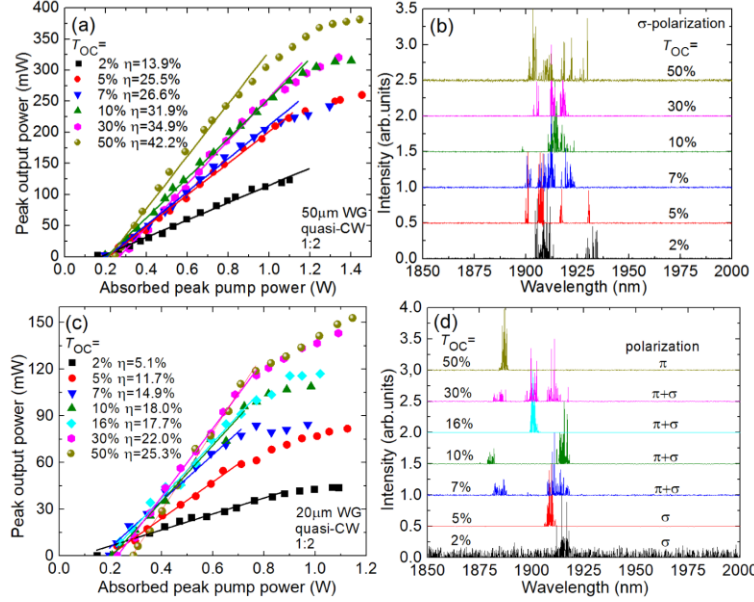 (a)
T_OC=
2% η=13.9%
5% η=25.5%
7% η=26.6%
10% η=31.9%
30% η=34.9%
50% η=42.2%
50μm WG
quasi-CW
1:2
400
350
300
250
200
150
100
50
0
Peak output power (mW)
0.0 0.2 0.4 0.6 0.8 1.0 1.2 1.4
Absorbed peak pump power (W)
(b)
σ-polarization
T_OC=
50%
30%
10%
7%
5%
2%
3.5
3.0
2.5
2.0
1.5
1.0
0.5
0.0
Intensity (arb.units)
1850 1900 1925 1950 1975 2000
Wavelength (nm)
(c)
T_OC=
2% η=5.1%
5% η=11.7%
7% η=14.9%
10% η=18.0%
16% η=17.7%
30% η=22.0%
50% η=25.3%
20μm WG
quasi-CW
1:2
150
120
90
60
30
0
Peak output power (mW)
0.0 0.2 0.4 0.6 0.8 1.0 1.2
Absorbed peak pump power (W)
(d)
T_OC=
polarization
50% π
30% π+σ
16% π+σ
10% π+σ
7% π+σ
5% σ
2% σ
4.0
3.5
3.0
2.5
2.0
1.5
1.0
0.5
0.0
Intensity (arb.units)
1850 1900 1925 1950 1975 2000
Wavelength (nm)